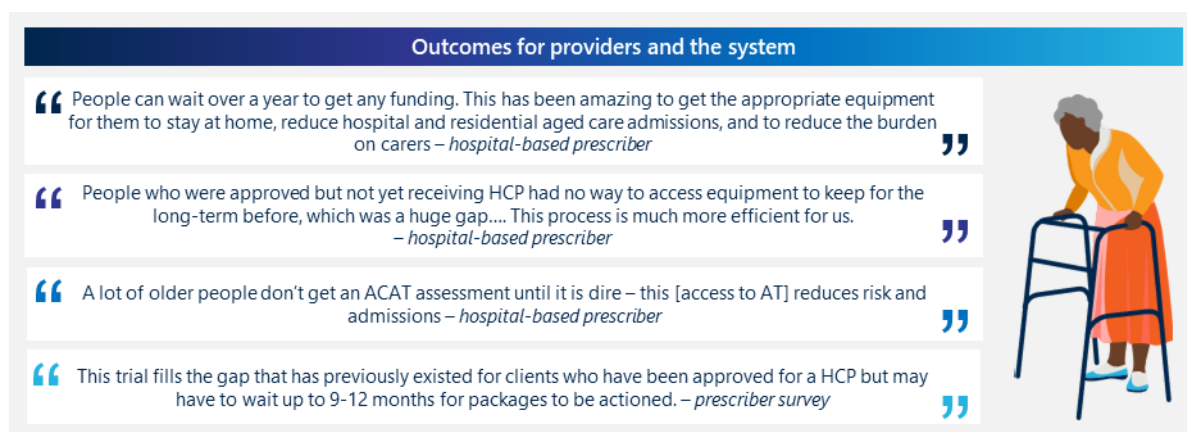 Outcomes for providers and the system
“ People can wait over a year to get any funding. This has been amazing to get the appropriate equipment
for them to stay at home, reduce hospital and residential aged care admissions, and to reduce the burden
on carers – hospital-based prescriber ”
“ People who were approved but not yet receiving HCP had no way to access equipment to keep for the
long-term before, which was a huge gap.... This process is much more efficient for us.
– hospital-based prescriber ”
“ A lot of older people don’t get an ACAT assessment until it is dire – this [access to AT] reduces risk and
admissions – hospital-based prescriber ”
“ This trial fills the gap that has previously existed for clients who have been approved for a HCP but may
have to wait up to 9-12 months for packages to be actioned. – prescriber survey ”